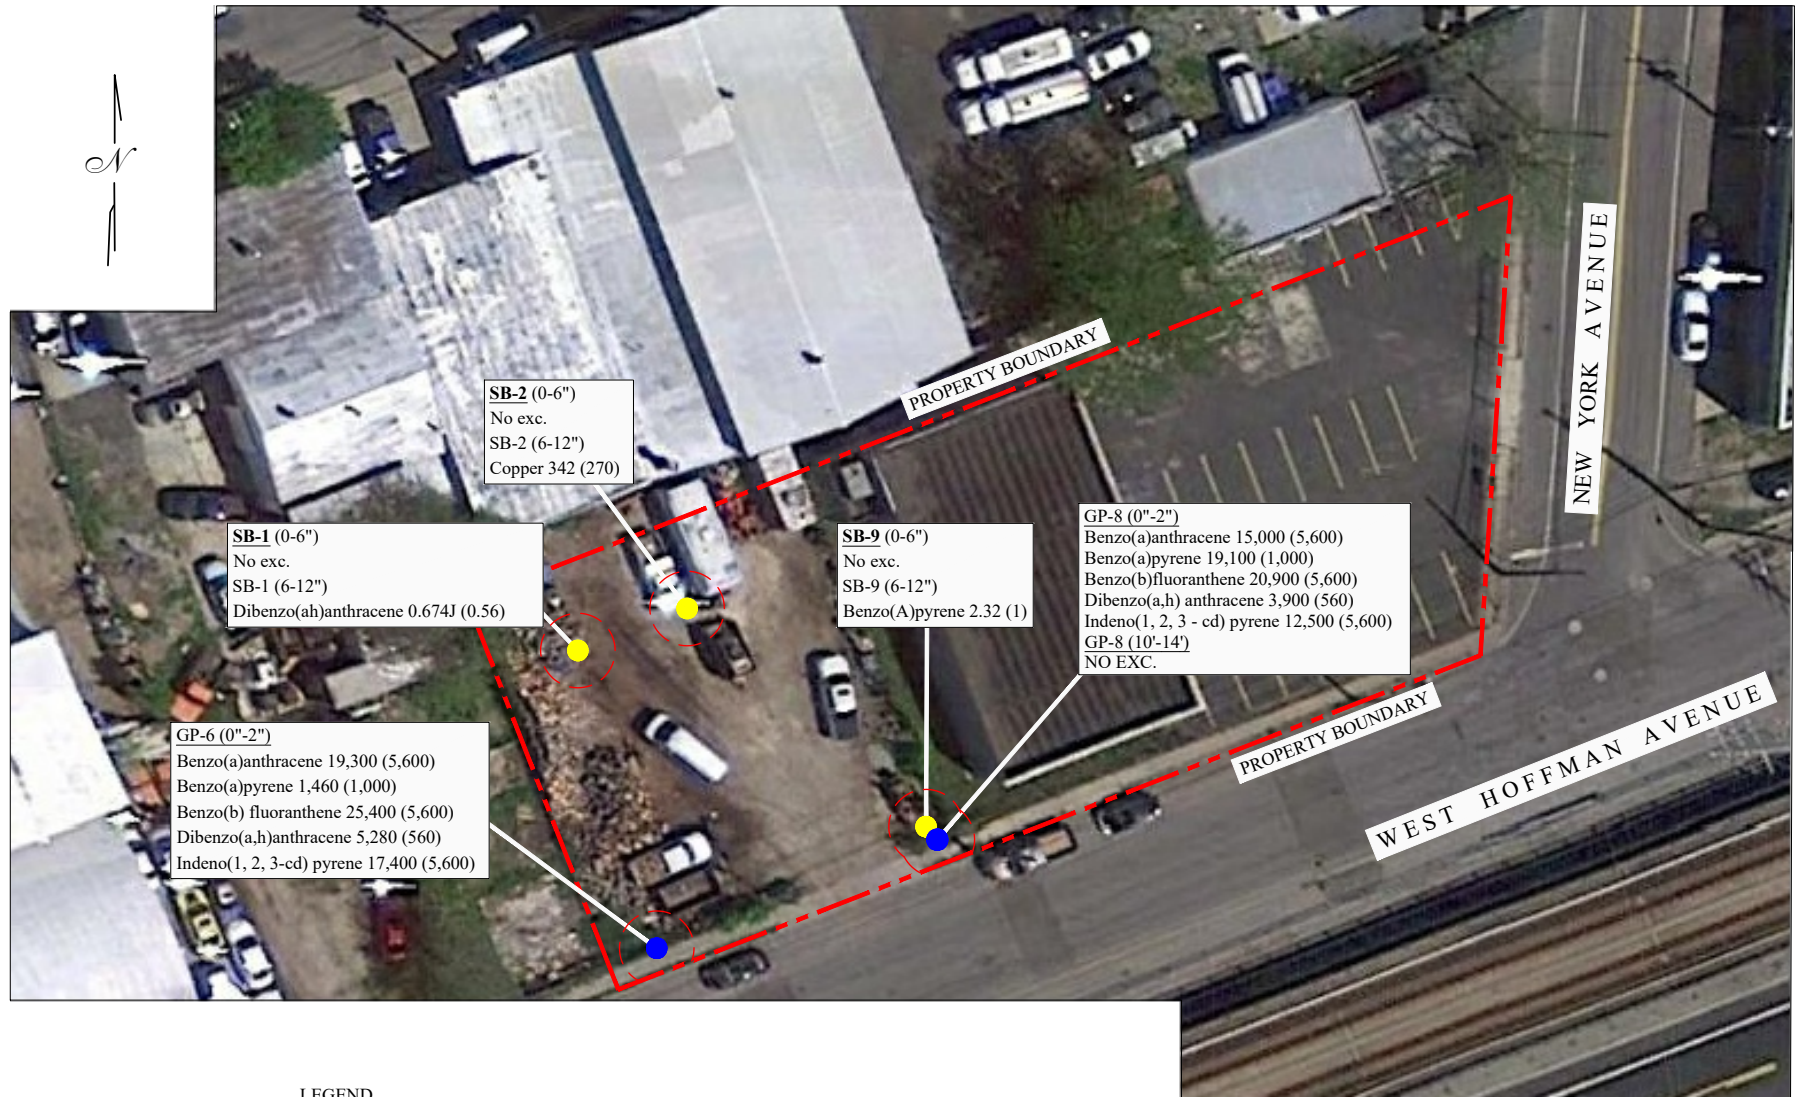 N
SB-2 (0-6")
No exc.
SB-2 (6-12")
Copper 342 (270)
PROPERTY BOUNDARY
NEW YORK AVENUE
SB-1 (0-6")
No exc.
SB-1 (6-12")
Dibenzo(ah)anthracene 0.674J (0.56)
SB-9 (0-6")
No exc.
SB-9 (6-12")
Benzo(A)pyrene 2.32 (1)
GP-8 (0"-2")
Benzo(a)anthracene 15,000 (5,600)
Benzo(a)pyrene 19,100 (1,000)
Benzo(b)fluoranthene 20,900 (5,600)
Dibenzo(a,h) anthracene 3,900 (560)
Indeno(1, 2, 3 - cd) pyrene 12,500 (5,600)
GP-8 (10'-14')
NO EXC.
GP-6 (0"-2")
Benzo(a)anthracene 19,300 (5,600)
Benzo(a)pyrene 1,460 (1,000)
Benzo(b) fluoranthene 25,400 (5,600)
Dibenzo(a,h)anthracene 5,280 (560)
Indeno(1, 2, 3-cd) pyrene 17,400 (5,600)
PROPERTY BOUNDARY
WEST HOFFMAN AVENUE
LEGEND